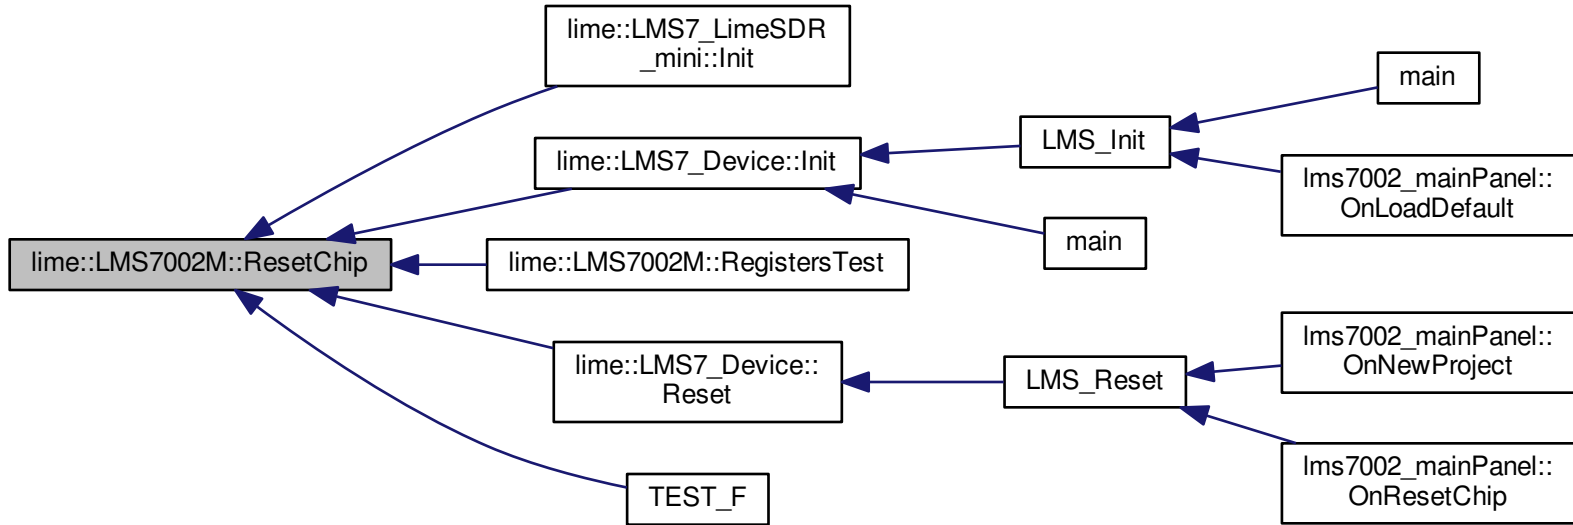 lime::LMS7_LimeSDR
_mini::Init
main
LMS_Init
lime::LMS7_Device::Init
lms7002_mainPanel::
OnLoadDefault
main
lime::LMS7002M::ResetChip
lime::LMS7002M::RegistersTest
lms7002_mainPanel::
OnNewProject
lime::LMS7_Device::
Reset
LMS_Reset
lms7002_mainPanel::
OnResetChip
TEST_F